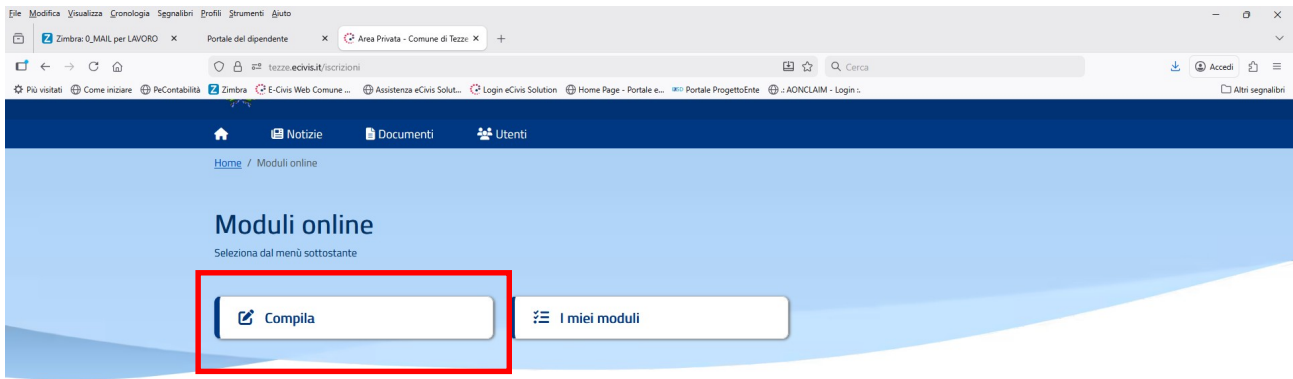 File Modifica Visualizza Cronologia Segnalibri Profili Strumenti Aiuto
Zimbra: 0_MAIL per LAVORO Portale del dipendente Area Privata - Comune di Tezze
tezze.ecivis.it/iscrizioni Cerca Accedi
Più visitati Come iniziare PeContabilità Zimbra E-Civis Web Comune ... Assistenza eCivis Solut... Login eCivis Solution Home Page - Portale e... Portale ProgettoEnte .: AONCLAIM - Login :. Altri segnalibri
Notizie Documenti Utenti
Home / Moduli online
Moduli online
Seleziona dal menù sottostante
Compila I miei moduli